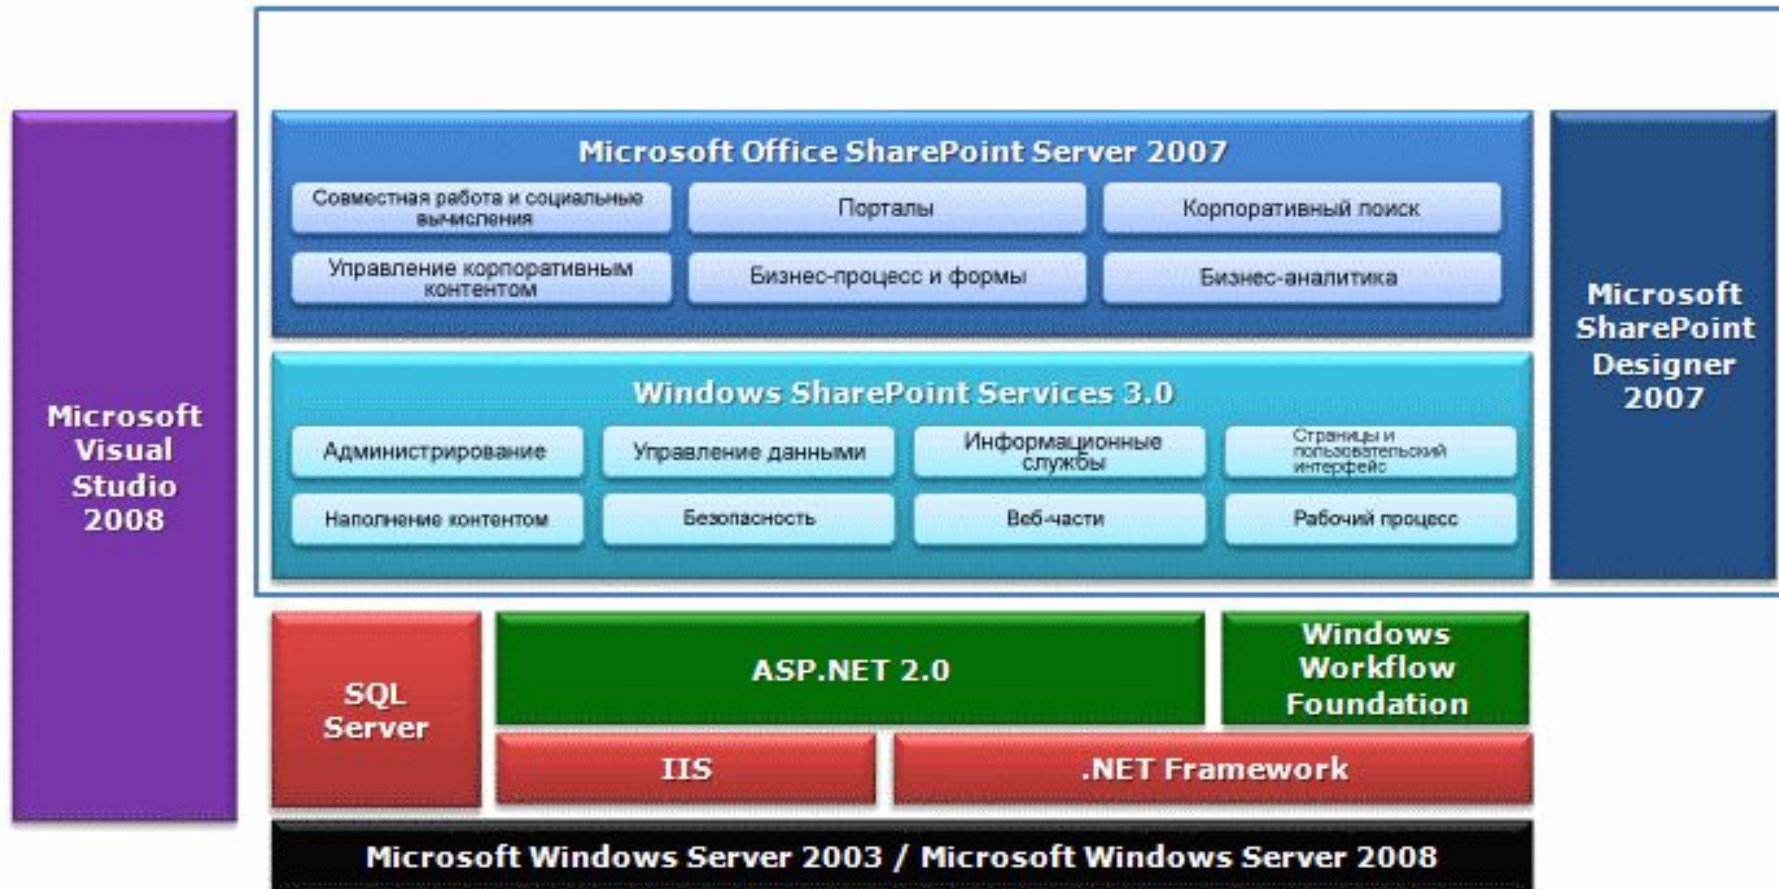 Microsoft Office SharePoint Server 2007
Совместная работа и социальные
вычисления
Порталы
Корпоративный поиск
Управление корпоративным
контентом
Бизнес-процесс и формы
Бизнес-аналитика
Windows SharePoint Services 3.0
Администрирование
Управление данными
Информационные
службы
Страницы и
пользовательский
интерфейс
Наполнение контентом
Безопасность
Веб-части
Рабочий процесс
Microsoft
Visual
Studio
2008
Microsoft
SharePoint
Designer
2007
SQL
Server
ASP.NET 2.0
Windows
Workflow
Foundation
IIS
.NET Framework
Microsoft Windows Server 2003 / Microsoft Windows Server 2008